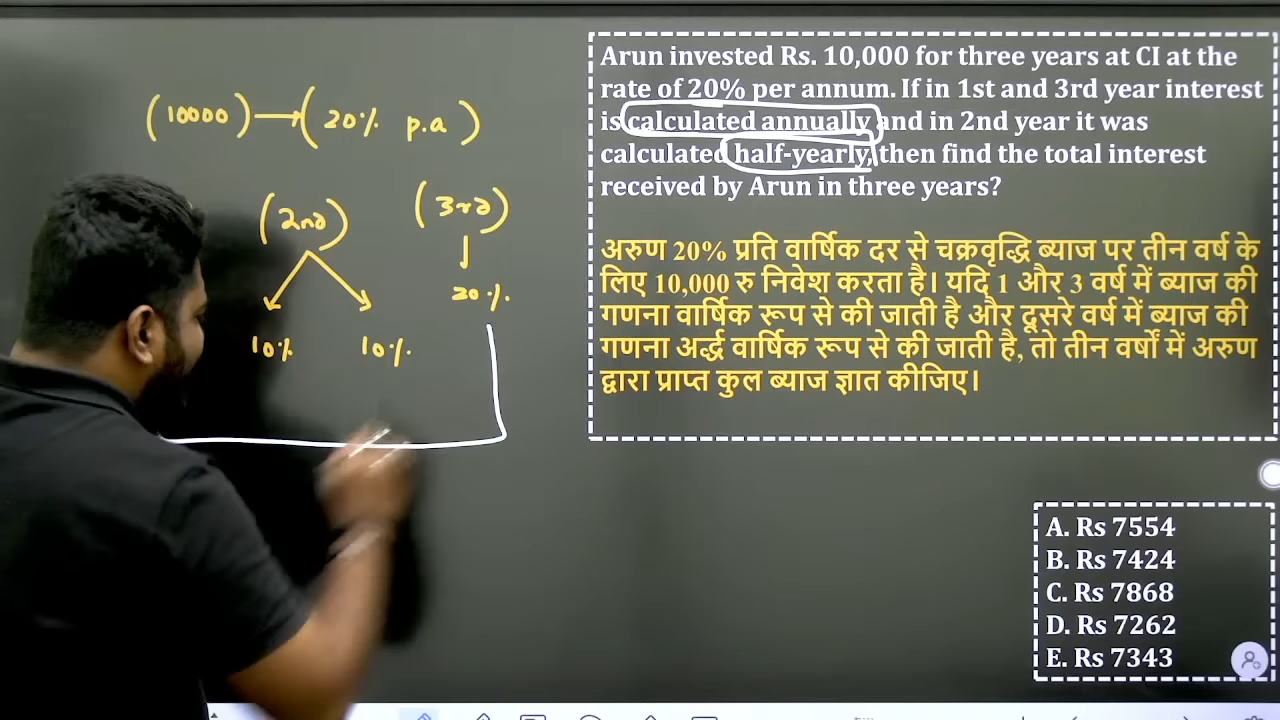 (10000) → (20% p.a)
(2nd) (3rd)
20%.
10% 10%.
Arun invested Rs. 10,000 for three years at CI at the
rate of 20% per annum. If in 1st and 3rd year interest
is calculated annually and in 2nd year it was
calculated half-yearly, then find the total interest
received by Arun in three years?
अरुण 20% प्रति वार्षिक दर से चक्रवृद्धि ब्याज पर तीन वर्ष के
लिए 10,000 रु निवेश करता है। यदि 1 और 3 वर्ष में ब्याज की
गणना वार्षिक रूप से की जाती है और दूसरे वर्ष में ब्याज की
गणना अर्द्ध वार्षिक रूप से की जाती है, तो तीन वर्षों में अरुण
द्वारा प्राप्त कुल ब्याज ज्ञात कीजिए।
A. Rs 7554
B. Rs 7424
C. Rs 7868
D. Rs 7262
E. Rs 7343